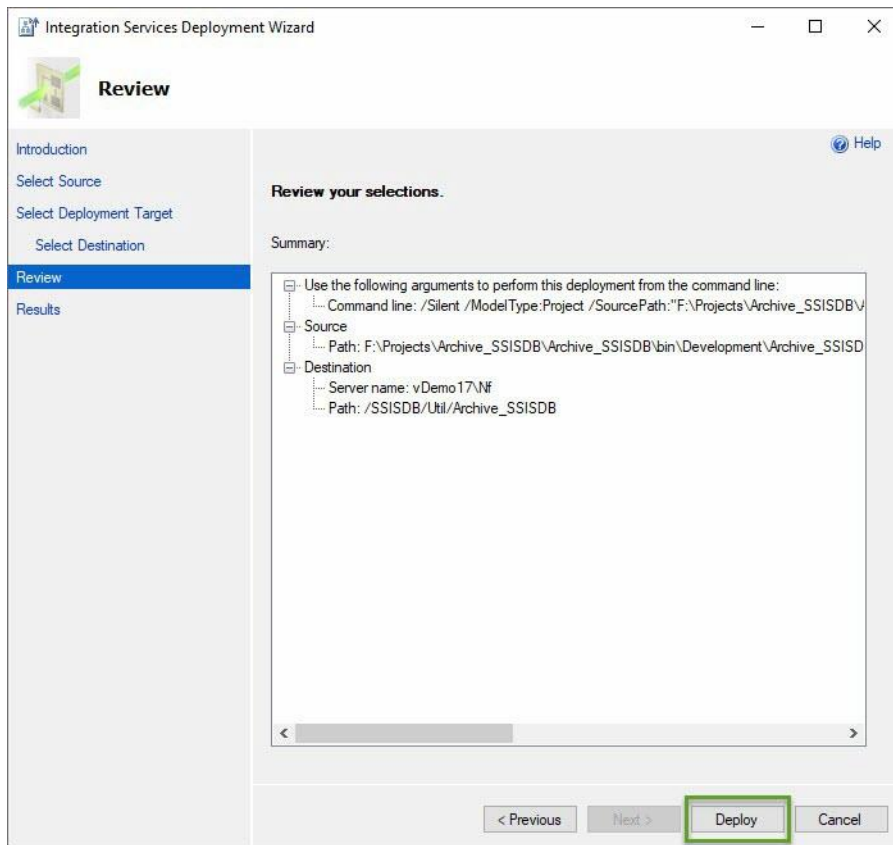 Integration Services Deployment Wizard
Review
Introduction
Select Source
Select Deployment Target
Select Destination
Review
Results
Help
Review your selections.
Summary:
Use the following arguments to perform this deployment from the command line:
Command line: /Silent /ModelType:Project /SourcePath:"F:\Projects\Archive_SSISDB\A
Source
Path: F:\Projects\Archive_SSISDB\Archive_SSISDB\bin\Development\Archive_SSISD
Destination
Server name: vDemo17\Nf
Path: /SSISDB/Util/Archive_SSISDB
< Previous
Next >
Deploy
Cancel